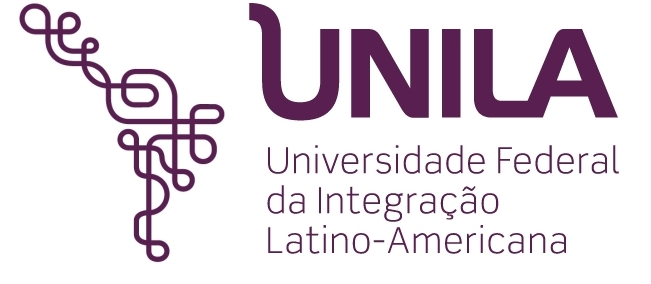 UNILA
Universidade Federal
da Integração
Latino-Americana